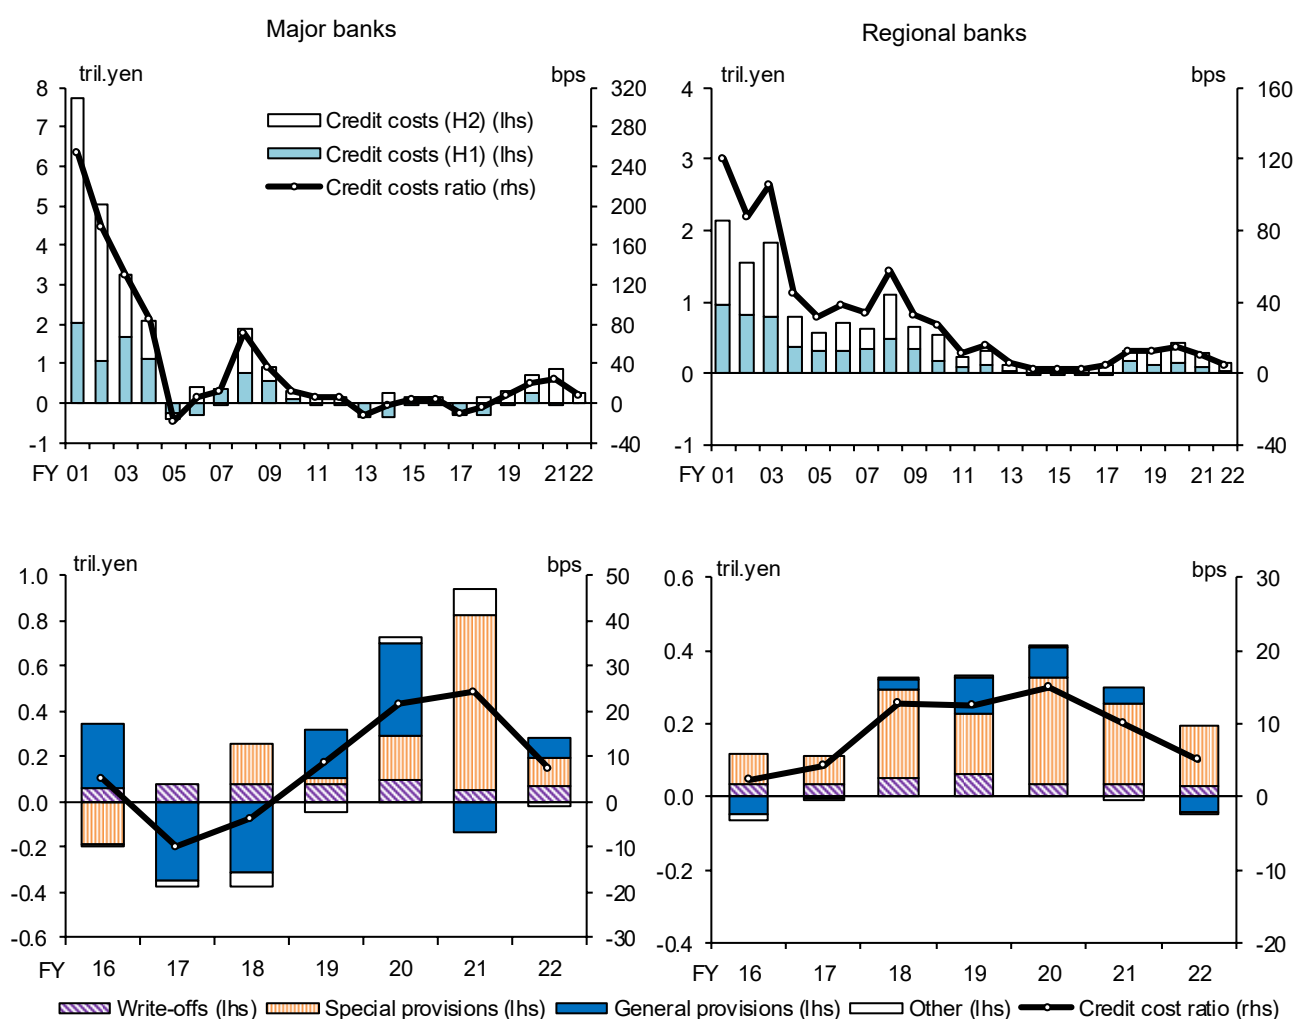 Major banks
Regional banks
tril.yen
bps
tril.yen
bps
8 320
7 280
6 240
5 200
4 160
3 120
2 80
1 40
0 0
-1 -40
Credit costs (H2) (lhs)
Credit costs (H1) (lhs)
Credit costs ratio (rhs)
FY 01 03 05 07 09 11 13 15 17 19 21 22
4 160
3 120
2 80
1 40
0 0
-1 -40
FY 01 03 05 07 09 11 13 15 17 19 21 22
tril.yen
bps
1.0 50
0.8 40
0.6 30
0.4 20
0.2 10
0.0 0
-0.2 -10
-0.4 -20
-0.6 -30
FY 16 17 18 19 20 21 22
tril.yen
bps
0.6 30
0.4 20
0.2 10
0.0 0
-0.2 -10
-0.4 -20
FY 16 17 18 19 20 21 22
Write-offs (lhs) Special provisions (lhs) General provisions (lhs) Other (lhs) Credit cost ratio (rhs)